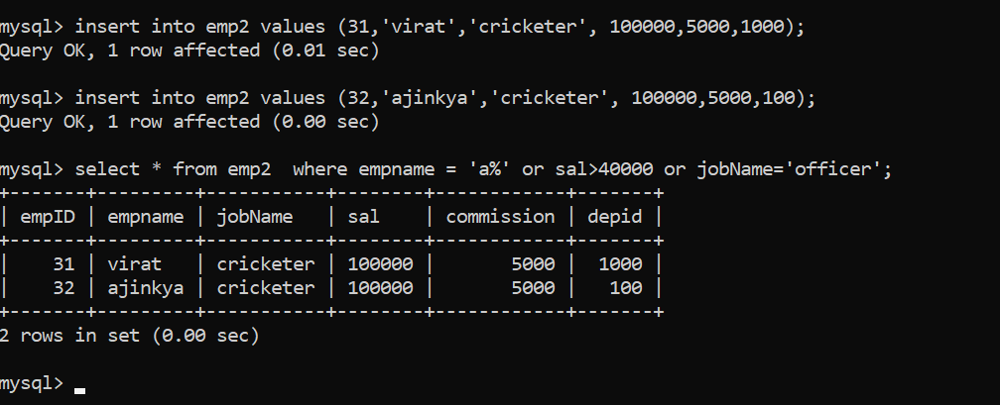 mysql> insert into emp2 values (31,'virat','cricketer', 100000,5000,1000);
Query OK, 1 row affected (0.01 sec)
mysql> insert into emp2 values (32,'ajinkya','cricketer', 100000,5000,100);
Query OK, 1 row affected (0.00 sec)
mysql> select * from emp2  where empname = 'a%' or sal>40000 or jobName='officer';
+-------+---------+-----------+--------+------------+-------+
| empID | empname | jobName   | sal    | commission | depid |
+-------+---------+-----------+--------+------------+-------+
|    31 | virat   | cricketer | 100000 |       5000 |  1000 |
|    32 | ajinkya | cricketer | 100000 |       5000 |   100 |
+-------+---------+-----------+--------+------------+-------+
2 rows in set (0.00 sec)
mysql>